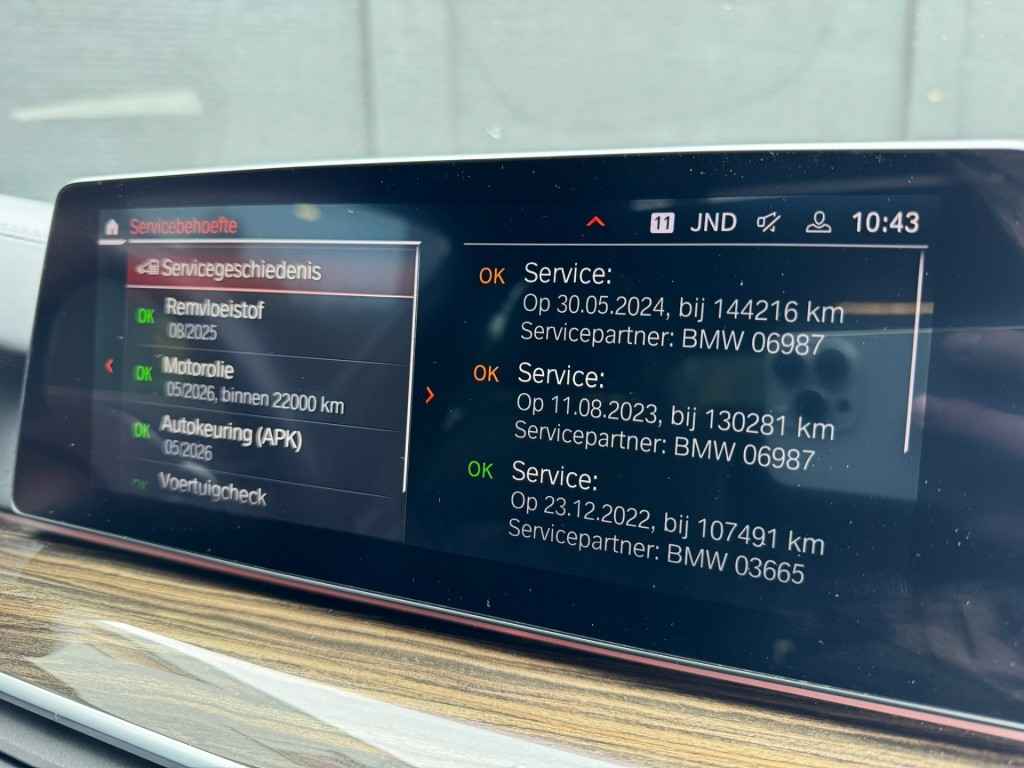 Servicebehoefte
11 JND 10:43
Servicegeschiedenis
OK Remvloeistof
08/2025
OK Motorolie
05/2026, binnen 22000 km
OK Autokeuring (APK)
05/2026
OK Voertuigcheck
OK Service:
Op 30.05.2024, bij 144216 km
Servicepartner: BMW 06987
OK Service:
Op 11.08.2023, bij 130281 km
Servicepartner: BMW 06987
OK Service:
Op 23.12.2022, bij 107491 km
Servicepartner: BMW 03665